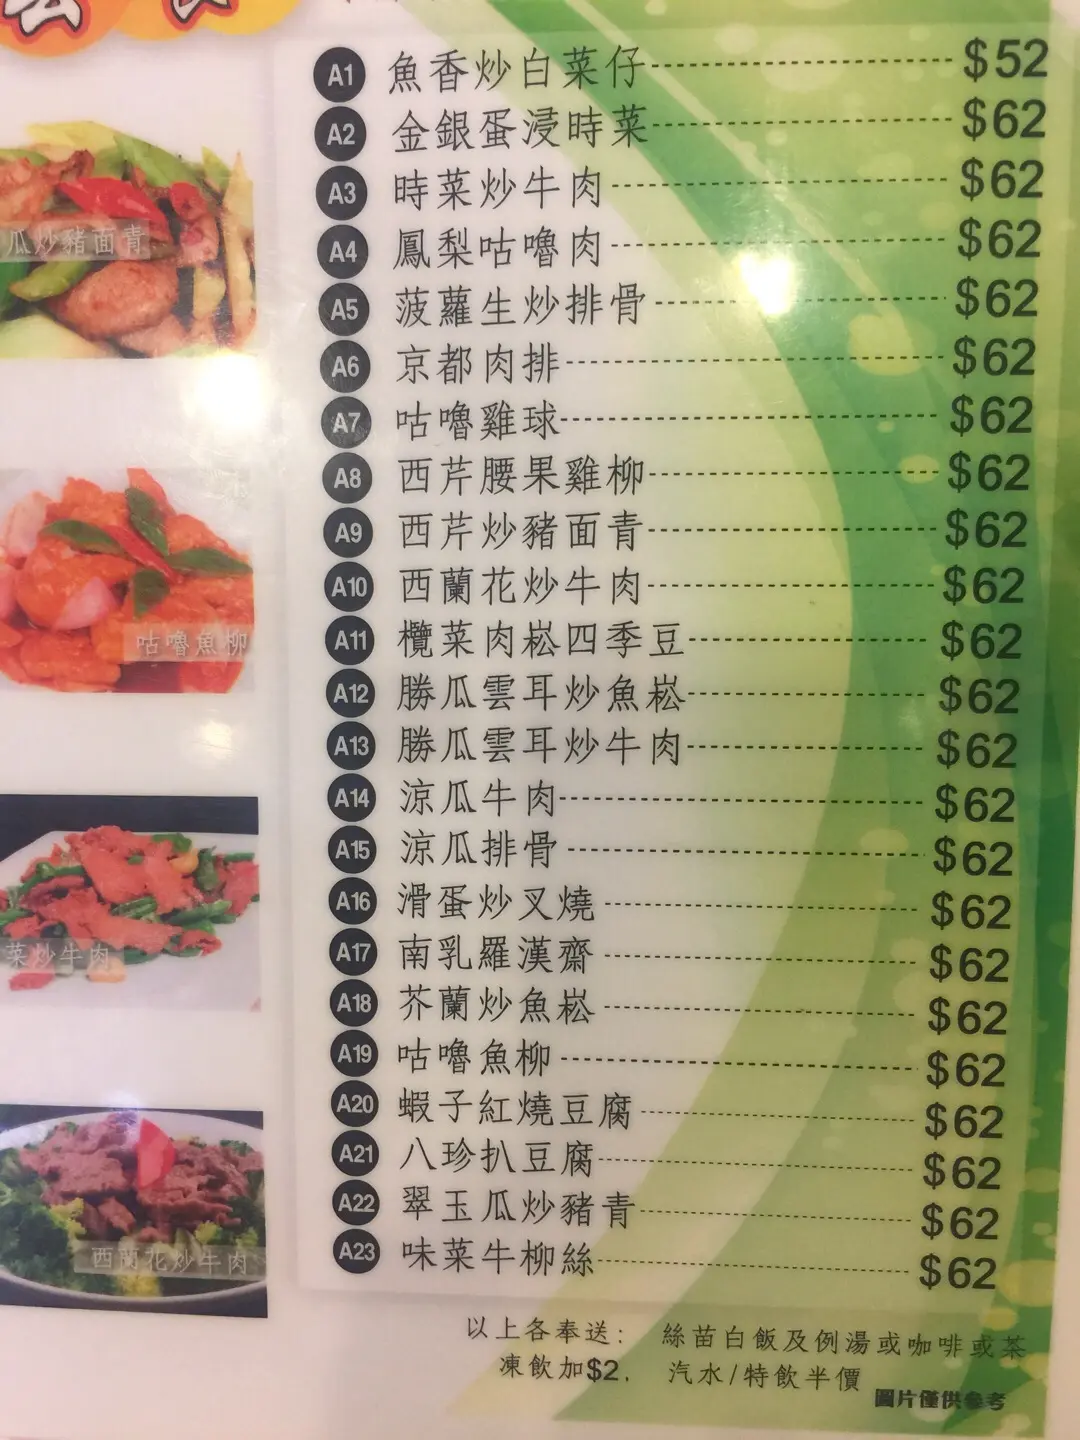 A1 魚香炒白菜仔 $52
A2 金銀蛋浸時菜 $62
A3 時菜炒牛肉 $62
A4 鳳梨咕嚕肉 $62
A5 菠蘿生炒排骨 $62
A6 京都肉排 $62
A7 咕嚕雞球 $62
A8 西芹腰果雞柳 $62
A9 西芹炒豬面青 $62
A10 西蘭花炒牛肉 $62
A11 欖菜肉崧四季豆 $62
A12 勝瓜雲耳炒魚崧 $62
A13 勝瓜雲耳炒牛肉 $62
A14 涼瓜牛肉 $62
A15 涼瓜排骨 $62
A16 滑蛋炒叉燒 $62
A17 南乳羅漢齋 $62
A18 芥蘭炒魚崧 $62
A19 咕嚕魚柳 $62
A20 蝦子紅燒豆腐 $62
A21 八珍扒豆腐 $62
A22 翠玉瓜炒豬青 $62
A23 味菜牛柳絲 $62
瓜炒豬面青
咕嚕魚柳
菜炒牛肉
西蘭花炒牛肉
以上各奉送： 絲苗白飯及例湯或咖啡或茶
凍飲加$2. 汽水/特飲半價
圖片僅供參考